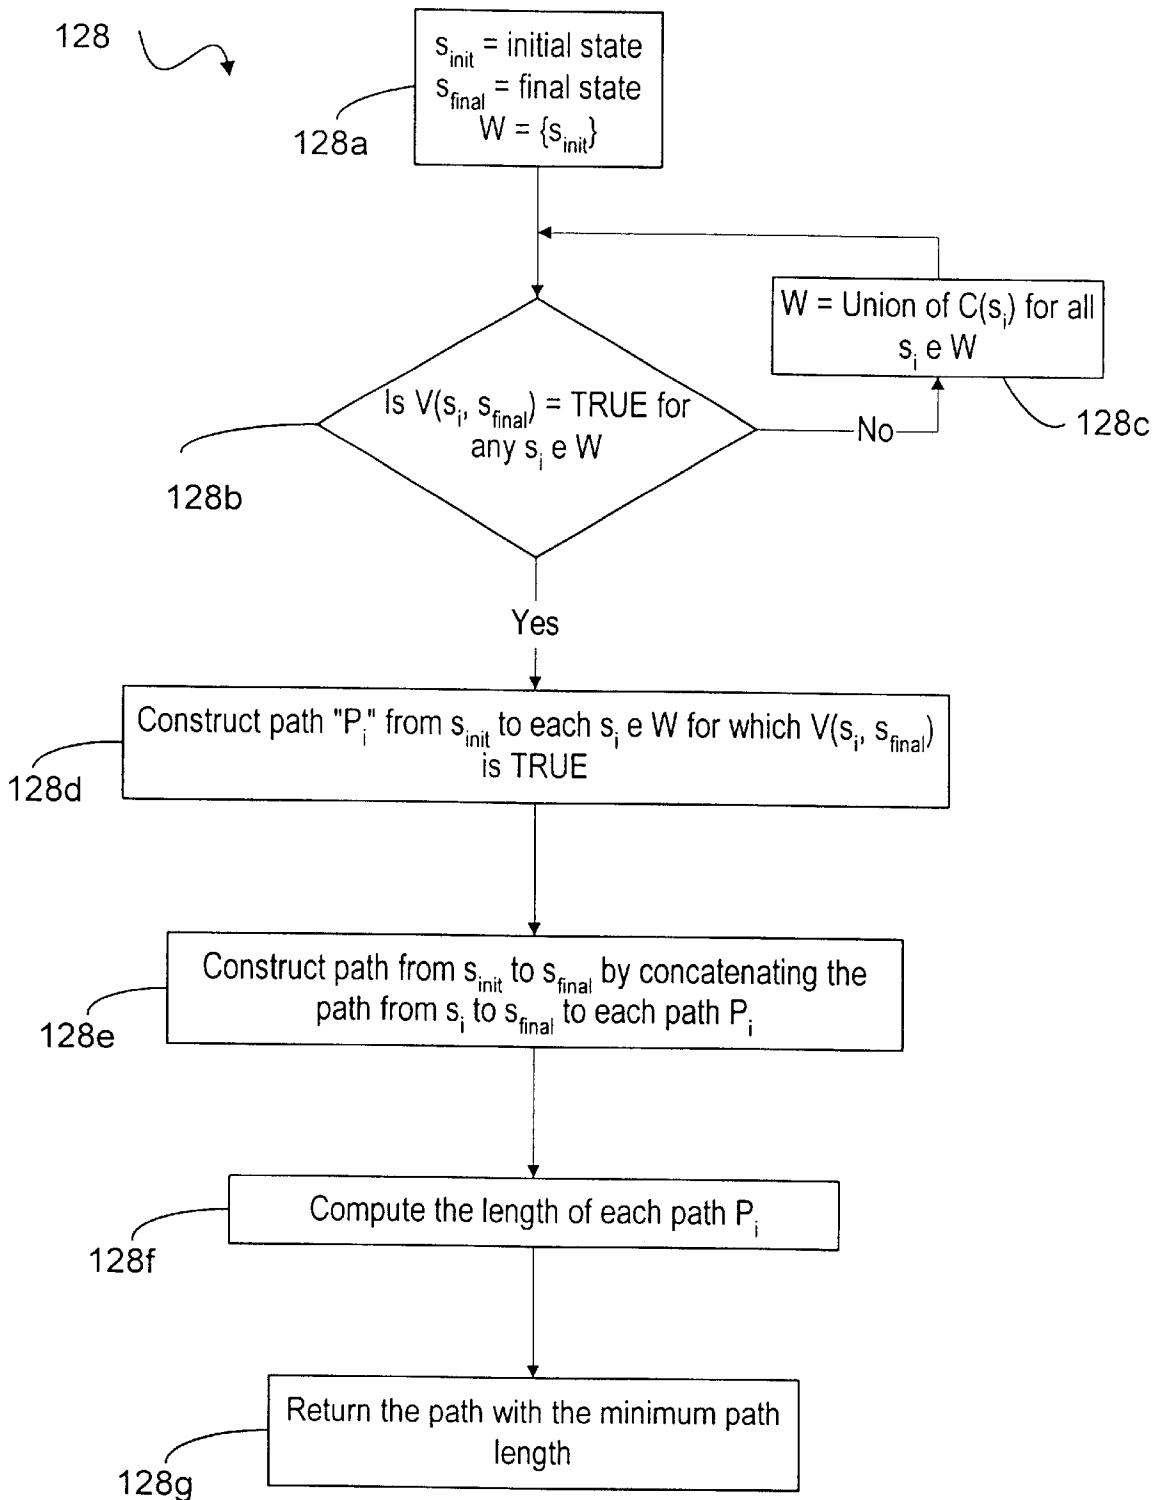 128
s_init = initial state
s_final = final state
W = {s_init}
128a
W = Union of C(s_i) for all
s_i e W
128c
Is V(s_i, s_final) = TRUE for
any s_i e W
No
128b
Yes
Construct path "P_i" from s_init to each s_i e W for which V(s_i, s_final)
is TRUE
128d
Construct path from s_init to s_final by concatenating the
path from s_i to s_final to each path P_i
128e
Compute the length of each path P_i
128f
Return the path with the minimum path
length
128g